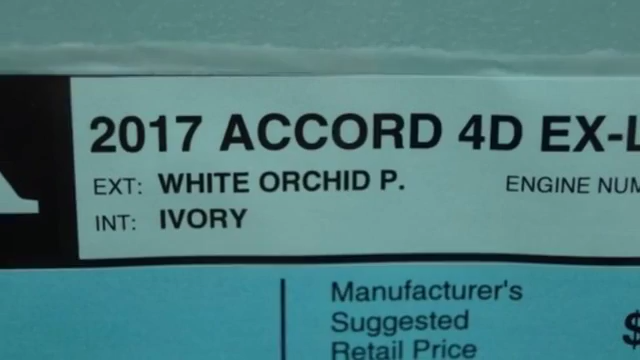 2017 ACCORD 4D EX-L
EXT: WHITE ORCHID P.
ENGINE NUM
INT: IVORY
Manufacturer's
Suggested
Retail Price
$